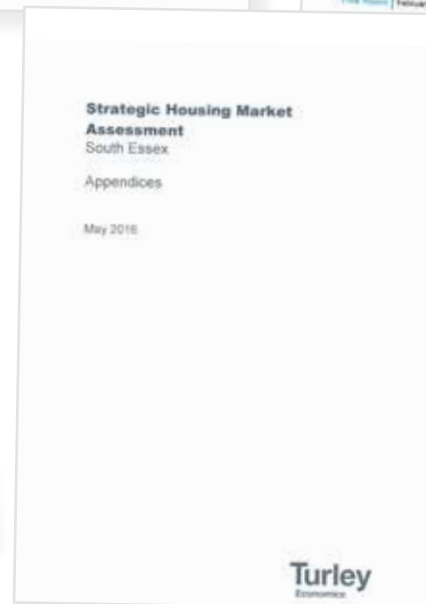 Strategic Housing Market
Assessment
South Essex
Appendices
May 2016
Turley
Economics